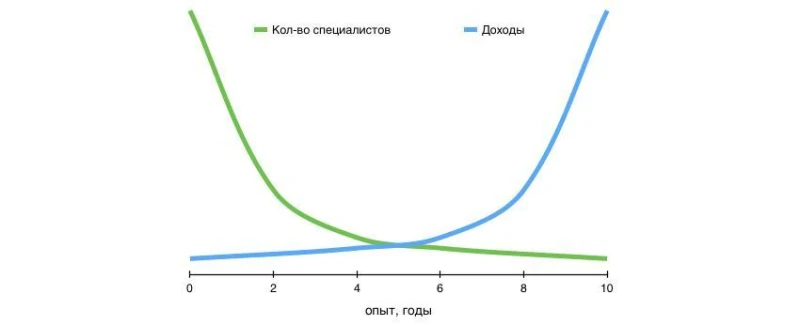 Кол-во специалистов
Доходы
0 2 4 6 8 10
опыт, годы